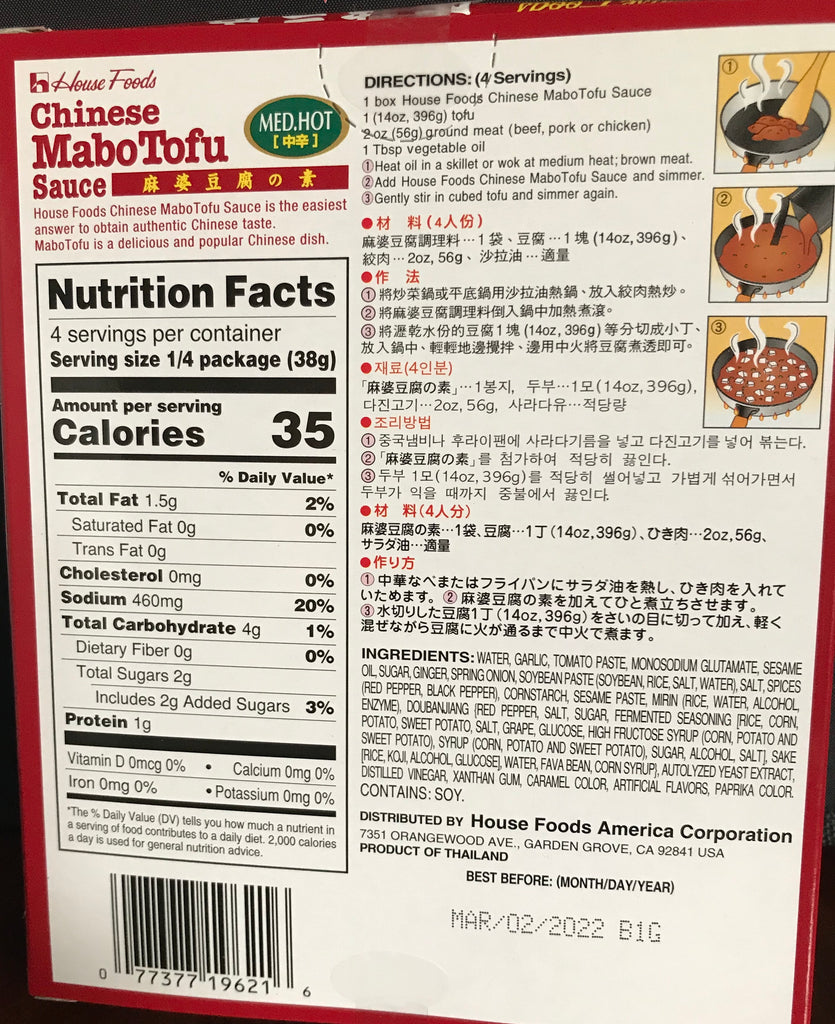 House Foods
Chinese
MaboTofu
Sauce 麻婆豆腐の素
MED.HOT
[中辛]
House Foods Chinese MaboTofu Sauce is the easiest
answer to obtain authentic Chinese taste.
MaboTofu is a delicious and popular Chinese dish.
Nutrition Facts
4 servings per container
Serving size 1/4 package (38g)
Amount per serving
Calories 35
% Daily Value*
Total Fat 1.5g 2%
Saturated Fat 0g 0%
Trans Fat 0g
Cholesterol 0mg 0%
Sodium 460mg 20%
Total Carbohydrate 4g 1%
Dietary Fiber 0g 0%
Total Sugars 2g
Includes 2g Added Sugars 3%
Protein 1g
Vitamin D 0mcg 0% • Calcium 0mg 0%
Iron 0mg 0% • Potassium 0mg 0%
*The % Daily Value (DV) tells you how much a nutrient in
a serving of food contributes to a daily diet. 2,000 calories
a day is used for general nutrition advice.
0 77377 19621 6
DIRECTIONS: (4 Servings)
1 box House Foods Chinese MaboTofu Sauce
1 (14oz, 396g) tofu
2 oz (56g) ground meat (beef, pork or chicken)
1 Tbsp vegetable oil
①Heat oil in a skillet or wok at medium heat; brown meat.
②Add House Foods Chinese MaboTofu Sauce and simmer.
③Gently stir in cubed tofu and simmer again.
●材 料(4人份)
麻婆豆腐調理料…1袋、豆腐…1塊(14oz, 396g)、
絞肉…2oz, 56g、沙拉油…適量
●作 法
①將炒菜鍋或平底鍋用沙拉油熱鍋、放入絞肉熱炒。
②將麻婆豆腐調理料倒入鍋中加熱煮滾。
③將瀝乾水份的豆腐1塊(14oz, 396g)等分切成小丁、
放入鍋中、輕輕地邊攪拌、邊用中火將豆腐煮透即可。
●재료(4인분)
「麻婆豆腐の素」…1봉지, 두부…1모(14oz, 396g),
다진고기…2oz, 56g, 사라다유…적당량
●조리방법
①중국냄비나 후라이팬에 사라다기름을 넣고 다진고기를 넣어 볶는다.
②「麻婆豆腐の素」를 첨가하여 적당히 끓인다.
③두부 1모(14oz, 396g)를 적당히 썰어넣고 가볍게 섞어가면서
두부가 익을 때까지 중불에서 끓인다.
●材 料(4人分)
麻婆豆腐の素…1袋、豆腐…1丁(14oz, 396g)、ひき肉…2oz, 56g、
サラダ油…適量
●作り方
①中華なべまたはフライパンにサラダ油を熱し、ひき肉を入れて
いためます。②麻婆豆腐の素を加えてひと煮立ちさせます。
③水切りした豆腐1丁(14oz, 396g)をさいの目に切って加え、軽く
混ぜながら豆腐に火が通るまで中火で煮ます。
INGREDIENTS: WATER, GARLIC, TOMATO PASTE, MONOSODIUM GLUTAMATE, SESAME
OIL, SUGAR, GINGER, SPRING ONION, SOYBEAN PASTE (SOYBEAN, RICE, SALT, WATER), SALT, SPICES
(RED PEPPER, BLACK PEPPER), CORNSTARCH, SESAME PASTE, MIRIN (RICE, WATER, ALCOHOL,
ENZYME), DOUBANJIANG {RED PEPPER, SALT, SUGAR, FERMENTED SEASONING [RICE, CORN,
POTATO, SWEET POTATO, SALT, GRAPE, GLUCOSE, HIGH FRUCTOSE SYRUP (CORN, POTATO AND
SWEET POTATO), SYRUP (CORN, POTATO AND SWEET POTATO), SUGAR, ALCOHOL, SALT], SAKE
[RICE, KOJI, ALCOHOL, GLUCOSE], WATER, FAVA BEAN, CORN SYRUP}, AUTOLYZED YEAST EXTRACT,
DISTILLED VINEGAR, XANTHAN GUM, CARAMEL COLOR, ARTIFICIAL FLAVORS, PAPRIKA COLOR.
CONTAINS: SOY.
DISTRIBUTED BY House Foods America Corporation
7351 ORANGEWOOD AVE., GARDEN GROVE, CA 92841 USA
PRODUCT OF THAILAND
BEST BEFORE: (MONTH/DAY/YEAR)
MAR/02/2022 B1G
①
②
③